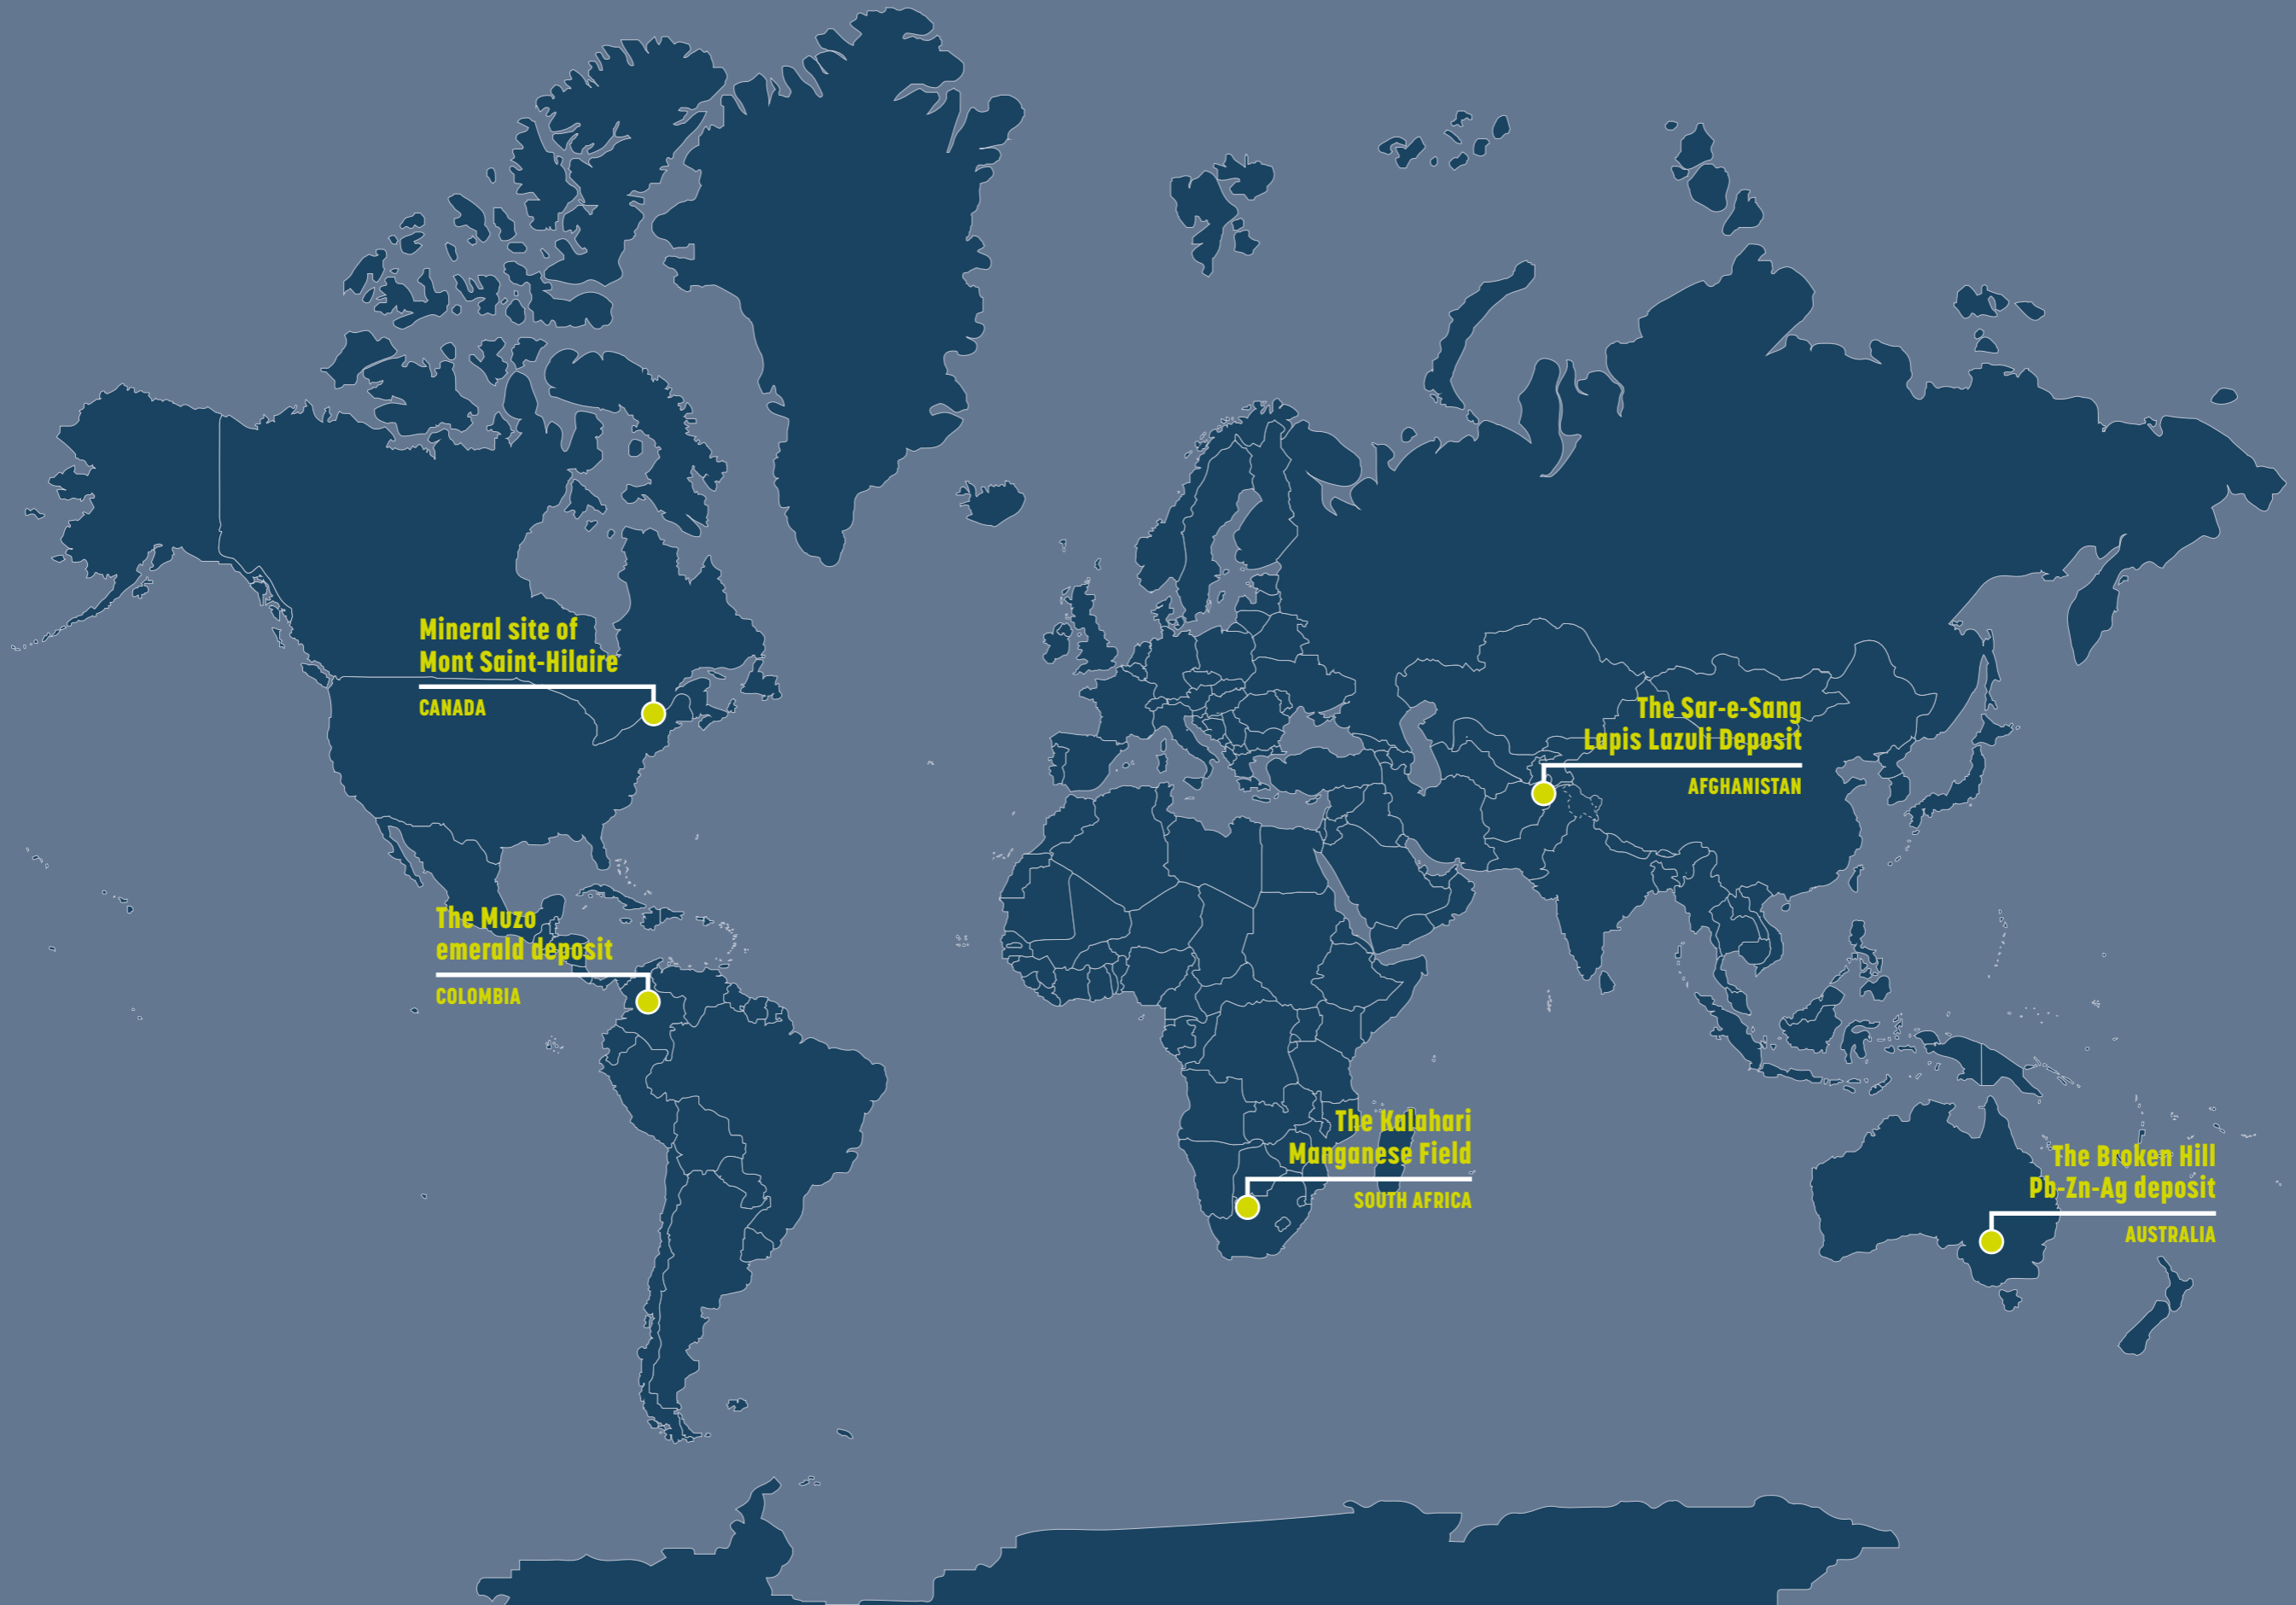 Mineral site of
Mont Saint-Hilaire
CANADA
The Sar-e-Sang
Lapis Lazuli Deposit
AFGHANISTAN
The Muzo
emerald deposit
COLOMBIA
The Kalahari
Manganese Field
SOUTH AFRICA
The Broken Hill
Pb-Zn-Ag deposit
AUSTRALIA